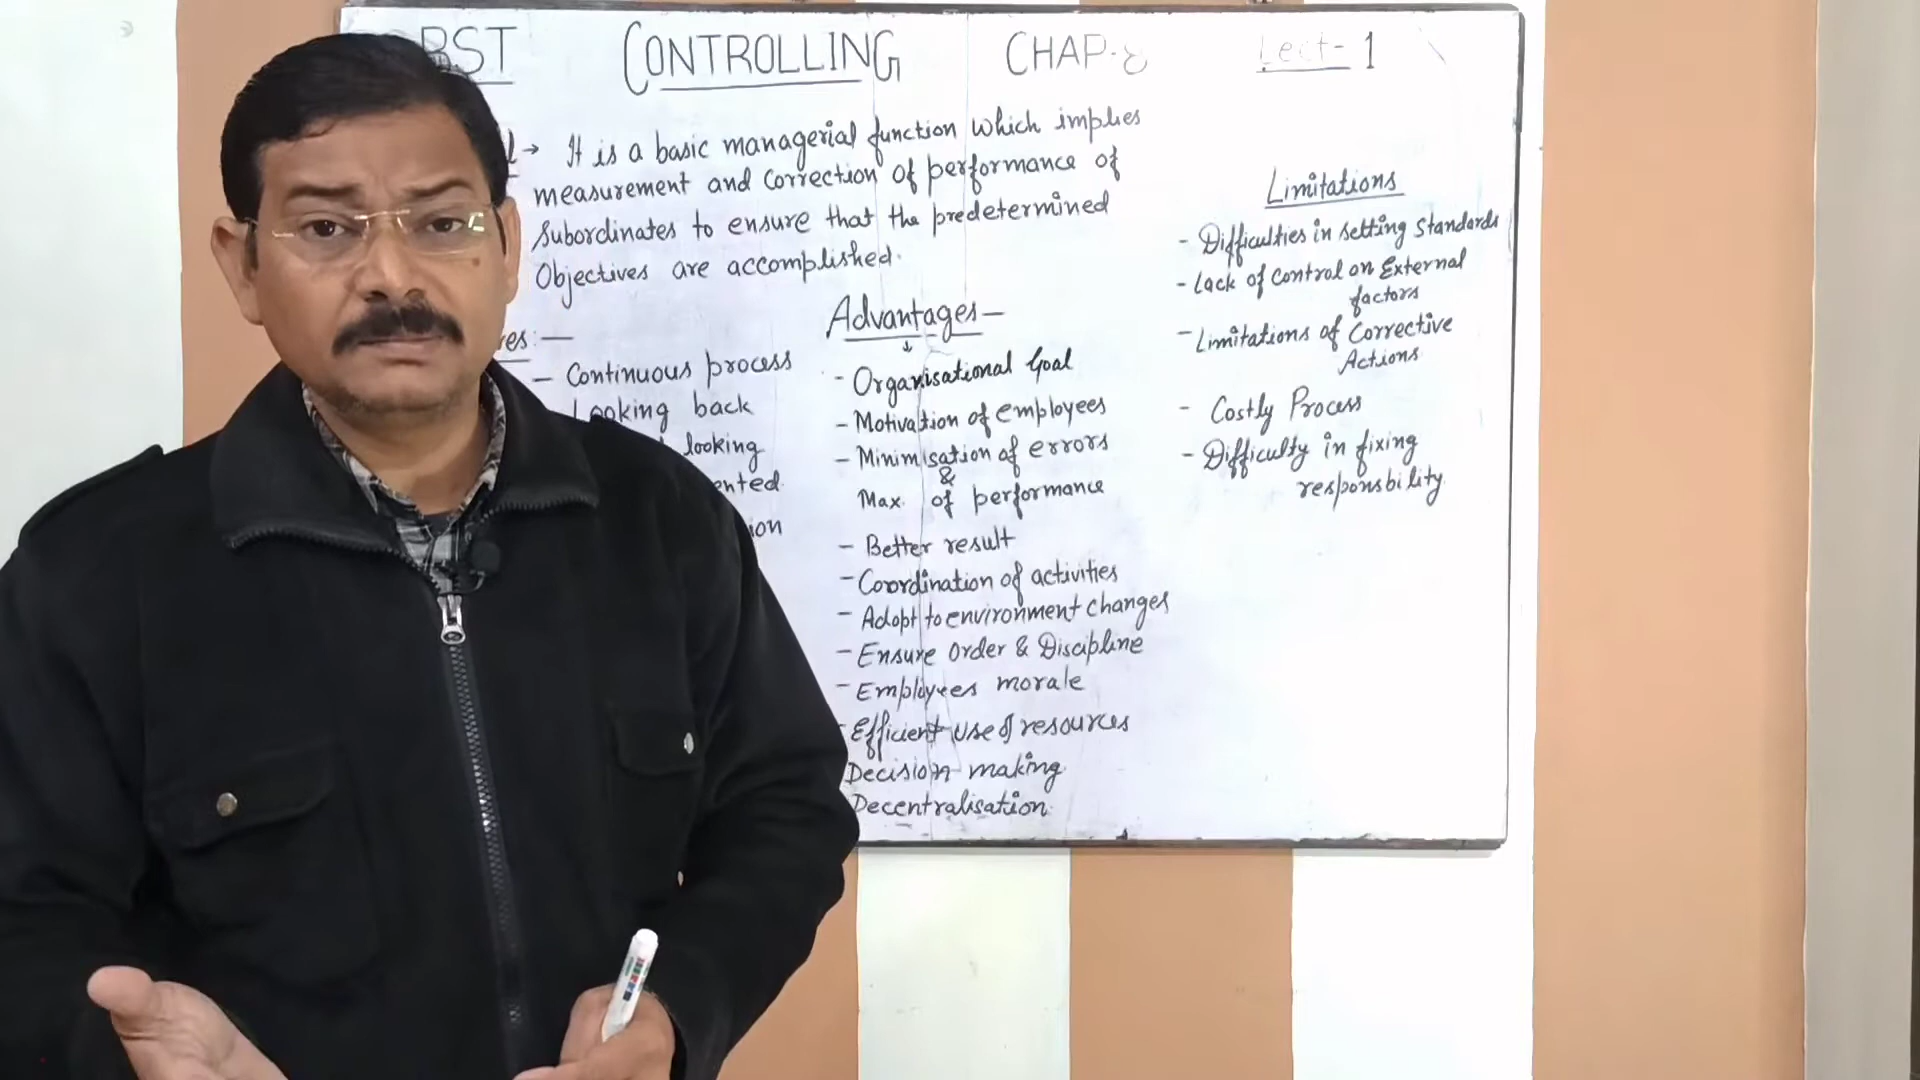 BST CONTROLLING CHAP-8 Lect-1
It is a basic managerial function which implies
measurement and correction of performance of
subordinates to ensure that the predetermined
Objectives are accomplished.
Continuous process
Looking back
looking
Advantages
- Organisational Goal
- Motivation of employees
- Minimisation of errors
&
Max. of performance
- Better result
- Coordination of activities
- Adopt to environment changes
- Ensure Order & Discipline
- Employees morale
- Efficient use of resources
Decision making
Decentralisation
Limitations
- Difficulties in setting Standards
- Lack of Control on External
factors
- Limitations of Corrective
Actions
- Costly Process
- Difficulty in fixing
responsbility